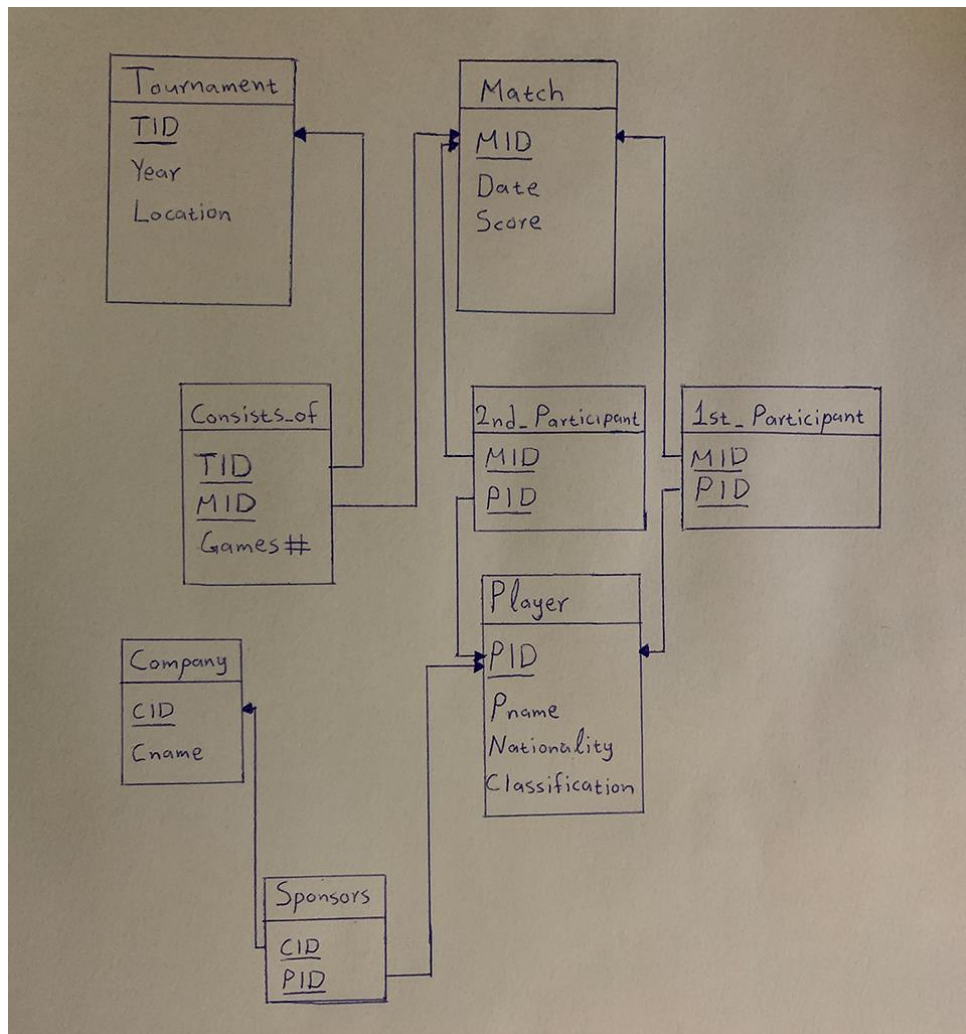 Tournament
TID
Year
Location
Match
MID
Date
Score
Consists_of
TID
MID
Games#
2nd_Participant
MID
PID
1st_Participant
MID
PID
Player
PID
Pname
Nationality
Classification
Company
CID
Cname
Sponsors
CID
PID